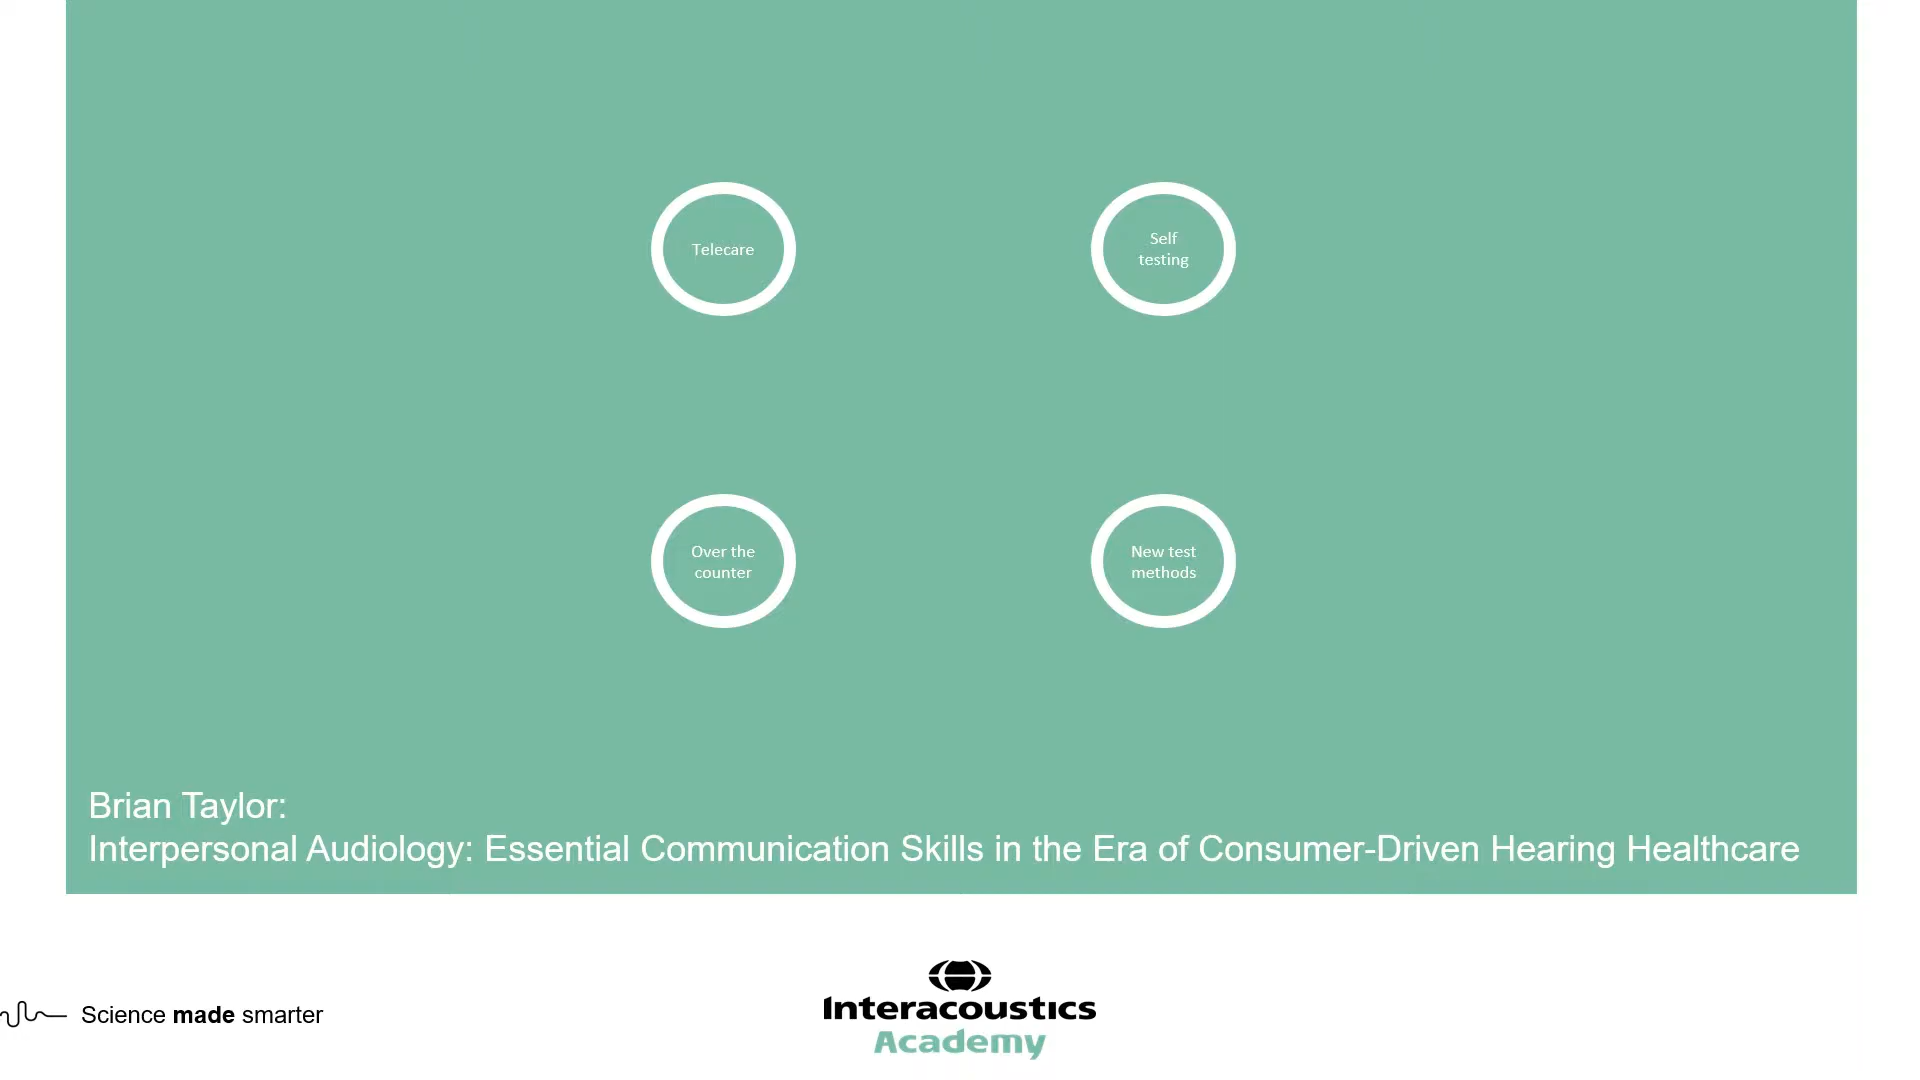 Telecare
Self
testing
Over the
counter
New test
methods
Brian Taylor:
Interpersonal Audiology: Essential Communication Skills in the Era of Consumer-Driven Hearing Healthcare
Science made smarter
Interacoustics
Academy